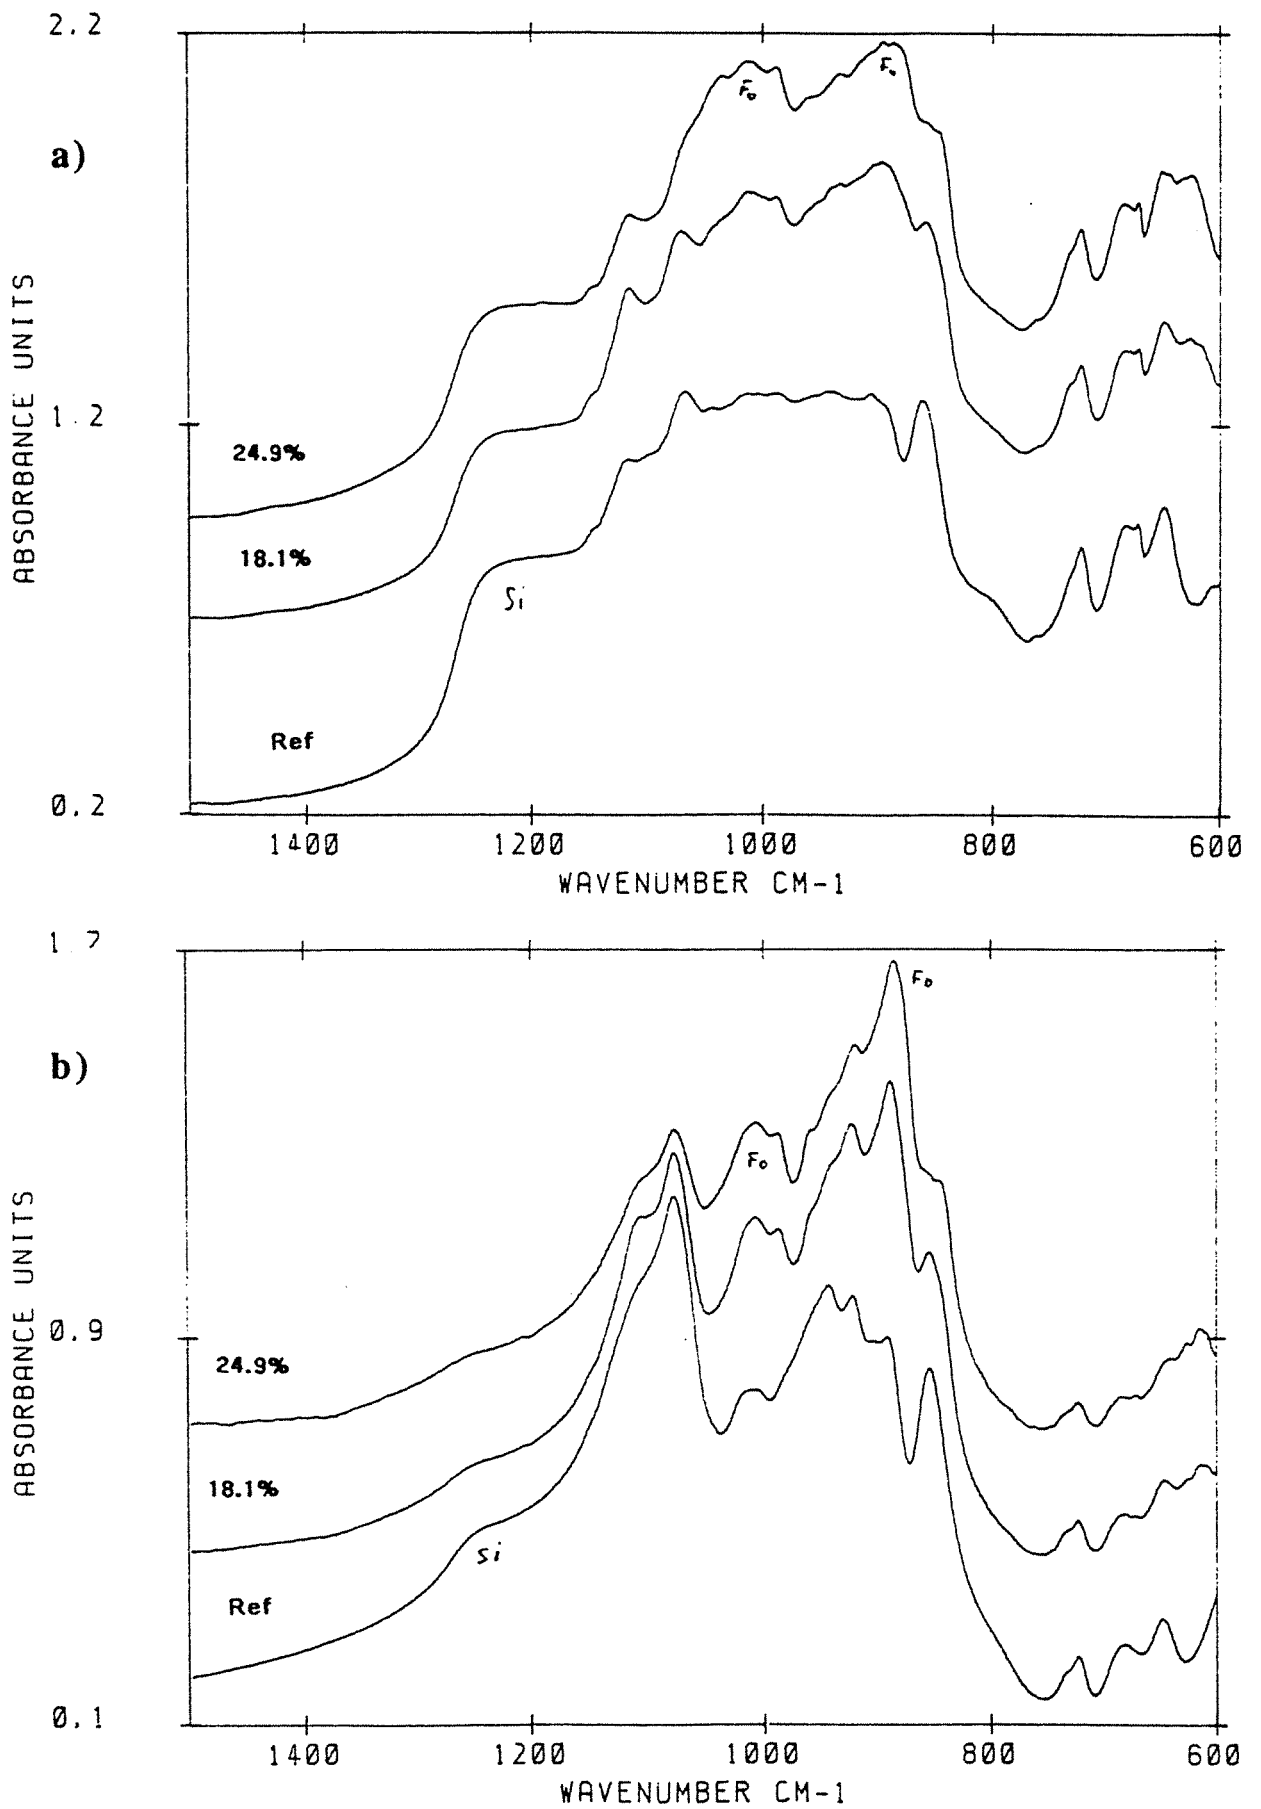 2.2
a)
Fo
Fo
ABSORBANCE UNITS
1.2
24.9%
18.1%
Si
Ref
0.2
1400 1200 1000 800 600
WAVENUMBER CM-1
1.7
b)
Fo
Fo
ABSORBANCE UNITS
0.9
24.9%
18.1%
Si
Ref
0.1
1400 1200 1000 800 600
WAVENUMBER CM-1